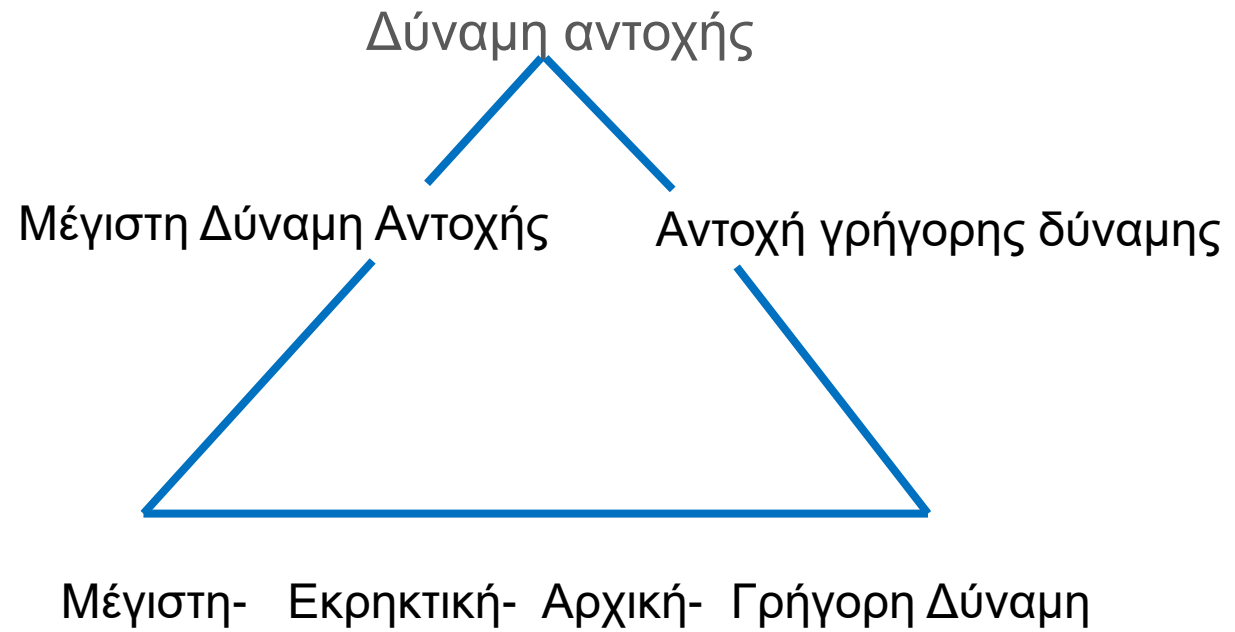 Δύναμη αντοχής
Μέγιστη Δύναμη Αντοχής
Αντοχή γρήγορης δύναμης
Μέγιστη- Εκρηκτική- Αρχική- Γρήγορη Δύναμη